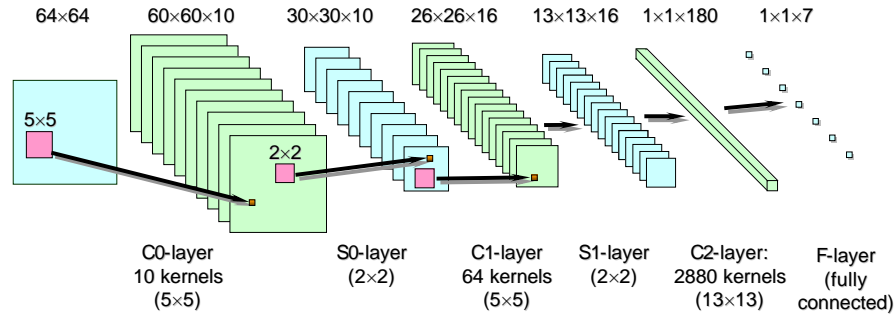 64×64 60×60×10 30×30×10 26×26×16 13×13×16 1×1×180 1×1×7
5×5
2×2
C0-layer
10 kernels
(5×5)
S0-layer
(2×2)
C1-layer
64 kernels
(5×5)
S1-layer
(2×2)
C2-layer:
2880 kernels
(13×13)
F-layer
(fully
connected)